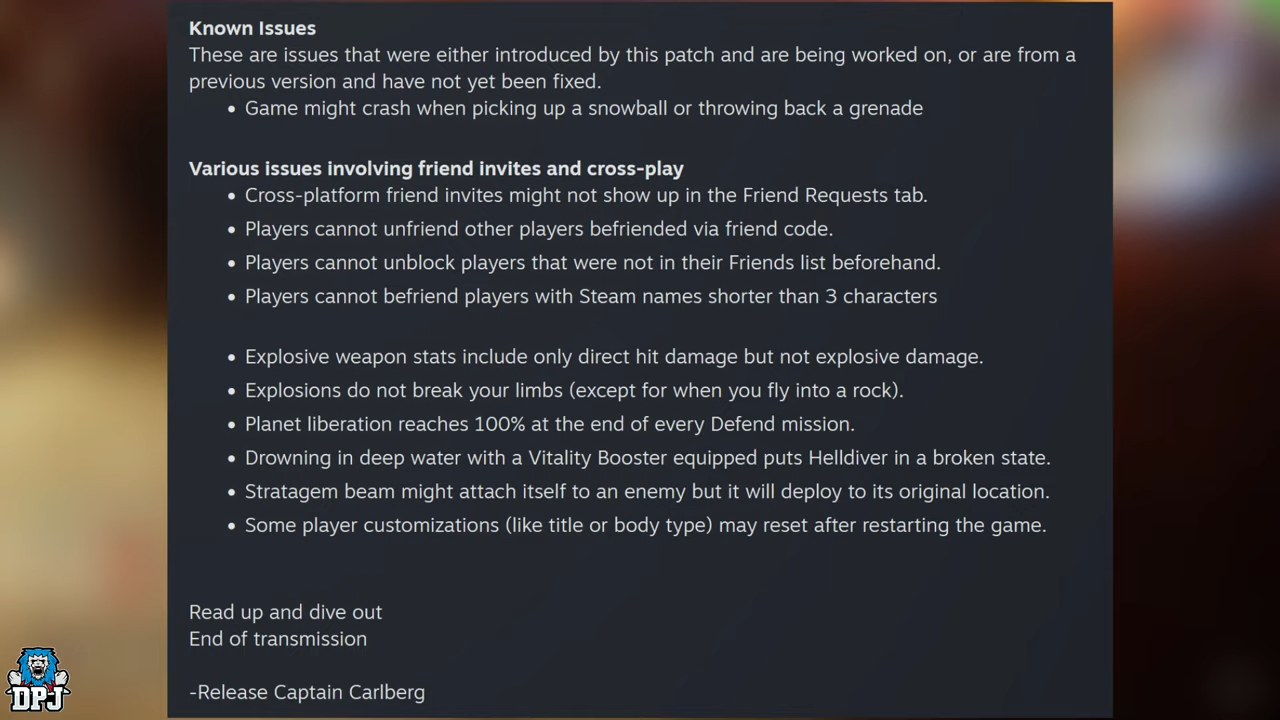 Known Issues
These are issues that were either introduced by this patch and are being worked on, or are from a
previous version and have not yet been fixed.
• Game might crash when picking up a snowball or throwing back a grenade
Various issues involving friend invites and cross-play
• Cross-platform friend invites might not show up in the Friend Requests tab.
• Players cannot unfriend other players befriended via friend code.
• Players cannot unblock players that were not in their Friends list beforehand.
• Players cannot befriend players with Steam names shorter than 3 characters
• Explosive weapon stats include only direct hit damage but not explosive damage.
• Explosions do not break your limbs (except for when you fly into a rock).
• Planet liberation reaches 100% at the end of every Defend mission.
• Drowning in deep water with a Vitality Booster equipped puts Helldiver in a broken state.
• Stratagem beam might attach itself to an enemy but it will deploy to its original location.
• Some player customizations (like title or body type) may reset after restarting the game.
Read up and dive out
End of transmission
-Release Captain Carlberg
DPJ